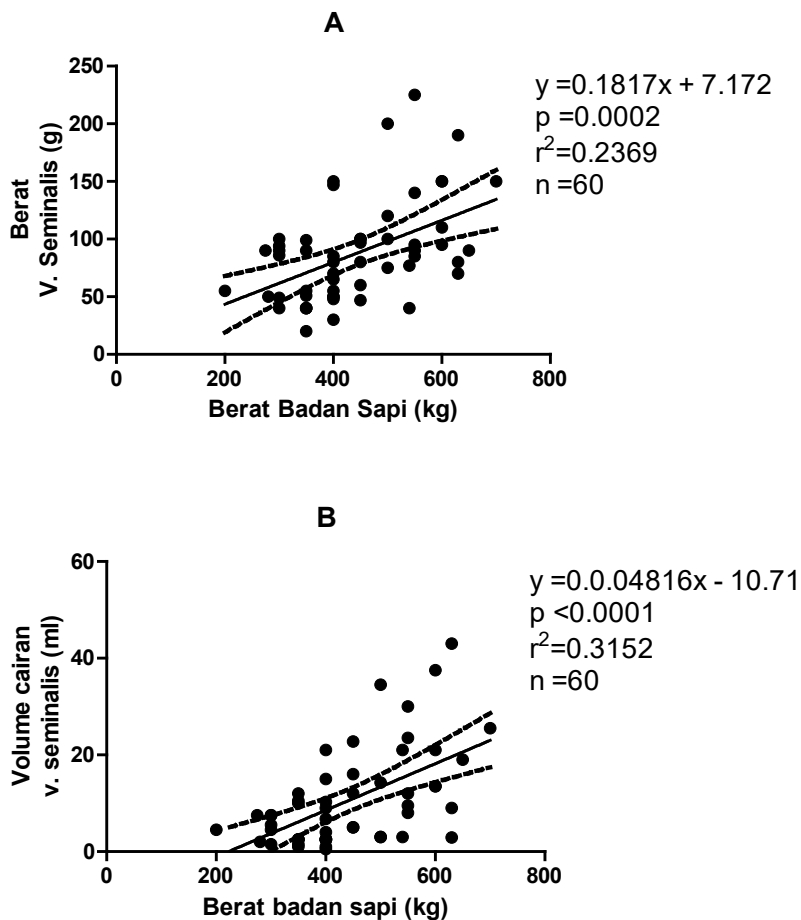 A
250
200
150
100
50
0
Berat
V. Seminalis (g)
0 200 400 600 800
Berat Badan Sapi (kg)
y =0.1817x + 7.172
p =0.0002
r²=0.2369
n =60
B
60
40
20
0
Volume cairan
v. seminalis (ml)
0 200 400 600 800
Berat badan sapi (kg)
y =0.0.04816x - 10.71
p <0.0001
r²=0.3152
n =60